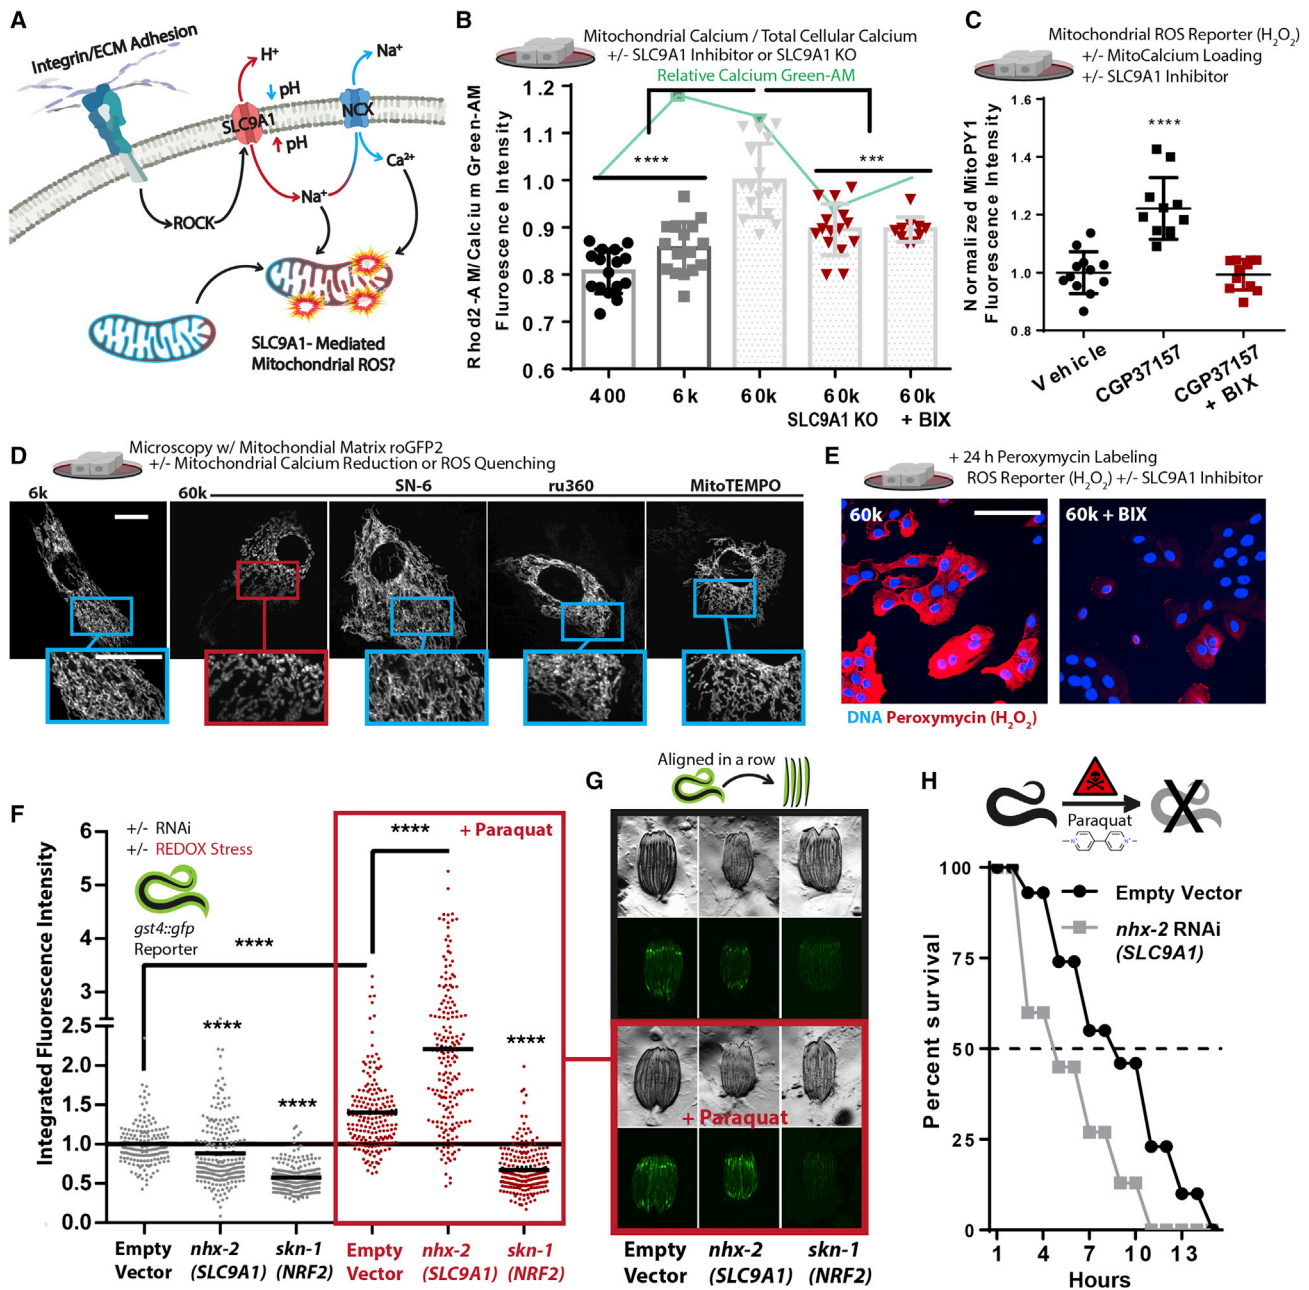 A
Integrin/ECM Adhesion
H⁺
Na⁺
pH
SLC9A1
NCX
pH
Ca²⁺
Na⁺
ROCK
SLC9A1- Mediated
Mitochondrial ROS?
B
Mitochondrial Calcium / Total Cellular Calcium
+/- SLC9A1 Inhibitor or SLC9A1 KO
Relative Calcium Green-AM
Rhod2-AM/Calcium Green-AM
Fluorescence Intensity
1.2
1.1
1.0
0.9
0.8
0.7
0.6
****
***
400
6k
60k
60k
SLC9A1 KO
60k
+ BIX
C
Mitochondrial ROS Reporter (H₂O₂)
+/- MitoCalcium Loading
+/- SLC9A1 Inhibitor
Normalized MitoPY1
Fluorescence Intensity
1.6
1.4
1.2
1.0
0.8
****
Vehicle
CGP37157
CGP37157
+ BIX
D
Microscopy w/ Mitochondial Matrix roGFP2
+/- Mitochondrial Calcium Reduction or ROS Quenching
6k
60k
SN-6
ru360
MitoTEMPO
E
+ 24 h Peroxymycin Labeling
ROS Reporter (H₂O₂) +/- SLC9A1 Inhibitor
60k
60k + BIX
DNA Peroxymycin (H₂O₂)
F
+/- RNAi
+/- REDOX Stress
gst4::gfp
Reporter
Integrated Fluorescence Intensity
6
5
4
3
2.5
2.0
1.5
1.0
0.5
0.0
+ Paraquat
****
****
****
****
****
Empty
Vector
nhx-2
(SLC9A1)
skn-1
(NRF2)
Empty
Vector
nhx-2
(SLC9A1)
skn-1
(NRF2)
G
Aligned in a row
+ Paraquat
Empty
Vector
nhx-2
(SLC9A1)
skn-1
(NRF2)
H
Paraquat
N⁺
N⁺
Empty Vector
nhx-2 RNAi
(SLC9A1)
Percent survival
100
75
50
25
0
1
4
7
10
13
Hours